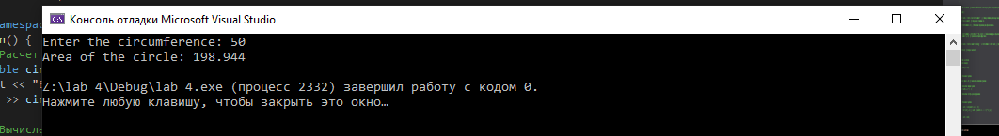 Консоль отладки Microsoft Visual Studio
amespac
n() {
Enter the circumference: 50
Расчет
Area of the circle: 198.944
ble cir
t << "
Z:\lab 4\Debug\lab 4.exe (процесс 2332) завершил работу с кодом 0.
>> cir
Нажмите любую клавишу, чтобы закрыть это окно…
Вычисле